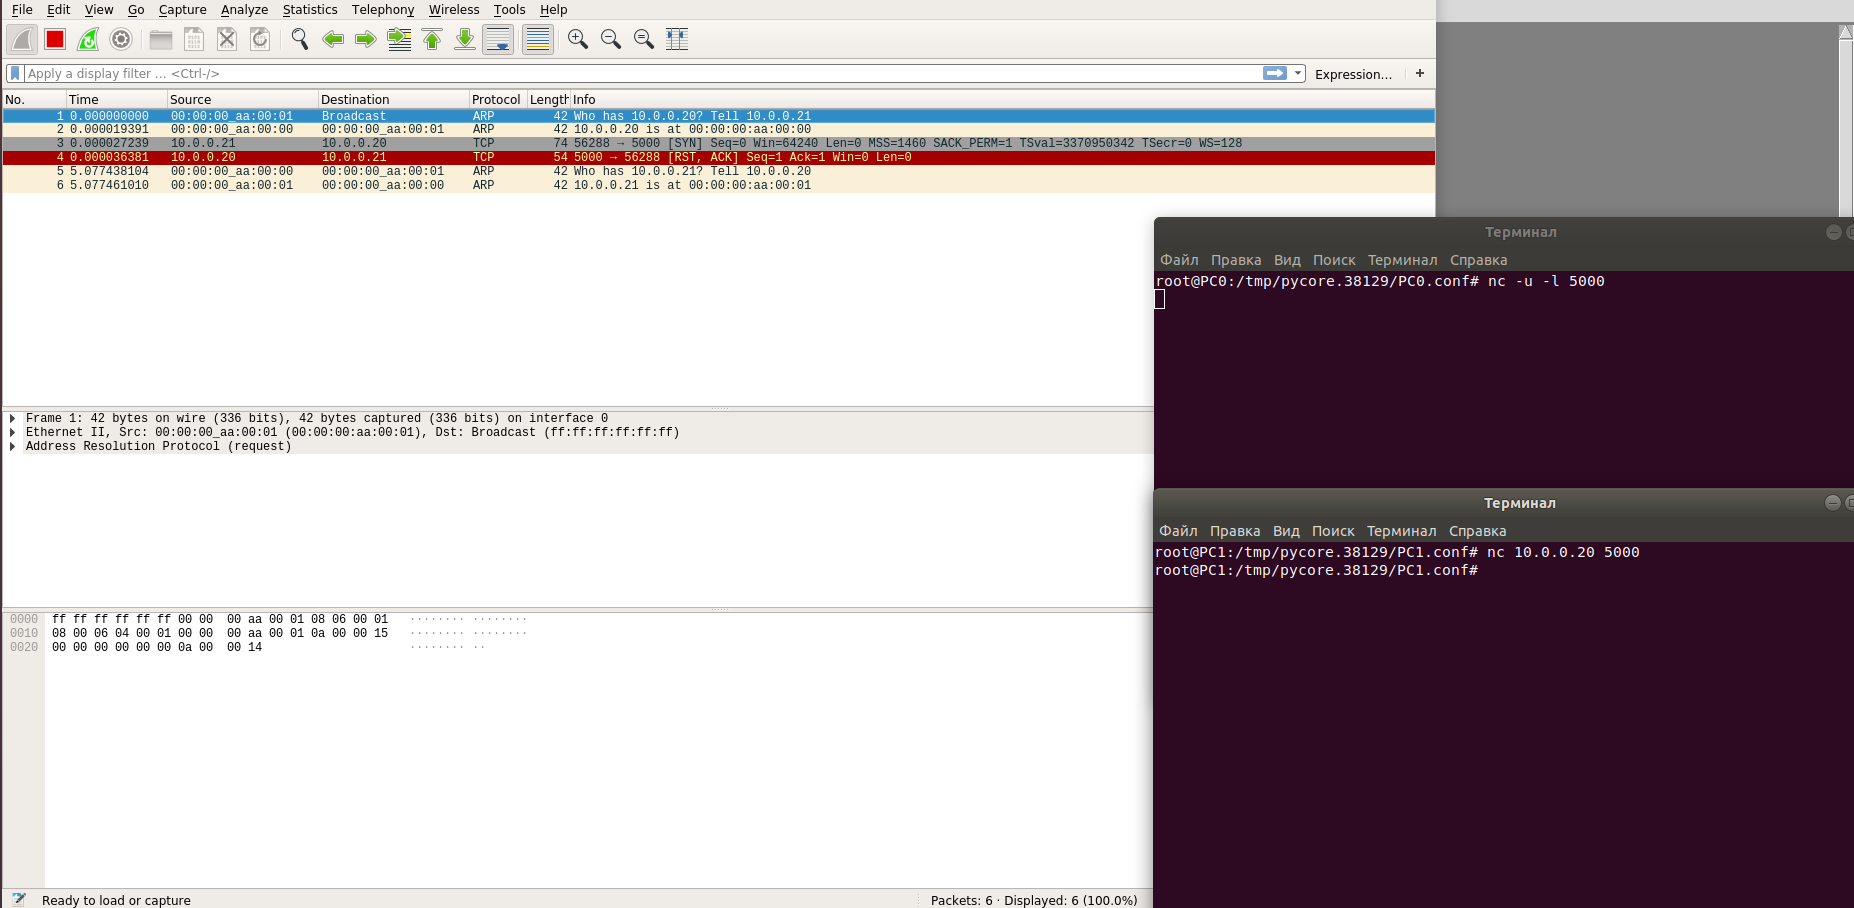 File Edit View Go Capture Analyze Statistics Telephony Wireless Tools Help
Apply a display filter ... <Ctrl-/> Expression... +
No. Time Source Destination Protocol Length Info
1 0.000000000 00:00:00_aa:00:01 Broadcast ARP 42 Who has 10.0.0.20? Tell 10.0.0.21
2 0.000019391 00:00:00_aa:00:00 00:00:00_aa:00:01 ARP 42 10.0.0.20 is at 00:00:00:aa:00:00
3 0.000027239 10.0.0.21 10.0.0.20 TCP 74 56288 → 5000 [SYN] Seq=0 Win=64240 Len=0 MSS=1460 SACK_PERM=1 TSval=3370950342 TSecr=0 WS=128
4 0.000036381 10.0.0.20 10.0.0.21 TCP 54 5000 → 56288 [RST, ACK] Seq=1 Ack=1 Win=0 Len=0
5 5.077438104 00:00:00_aa:00:00 00:00:00_aa:00:01 ARP 42 Who has 10.0.0.21? Tell 10.0.0.20
6 5.077461010 00:00:00_aa:00:01 00:00:00_aa:00:00 ARP 42 10.0.0.21 is at 00:00:00:aa:00:01
Frame 1: 42 bytes on wire (336 bits), 42 bytes captured (336 bits) on interface 0
Ethernet II, Src: 00:00:00_aa:00:01 (00:00:00:aa:00:01), Dst: Broadcast (ff:ff:ff:ff:ff:ff)
Address Resolution Protocol (request)
0000 ff ff ff ff ff ff 00 00 00 aa 00 01 08 06 00 01 ········ ········
0010 08 00 06 04 00 01 00 00 00 aa 00 01 0a 00 00 15 ········ ········
0020 00 00 00 00 00 00 0a 00 00 14 ········ ··
Ready to load or capture
Packets: 6 · Displayed: 6 (100.0%)
Терминал
Файл Правка Вид Поиск Терминал Справка
root@PC0:/tmp/pycore.38129/PC0.conf# nc -u -l 5000
Терминал
Файл Правка Вид Поиск Терминал Справка
root@PC1:/tmp/pycore.38129/PC1.conf# nc 10.0.0.20 5000
root@PC1:/tmp/pycore.38129/PC1.conf#